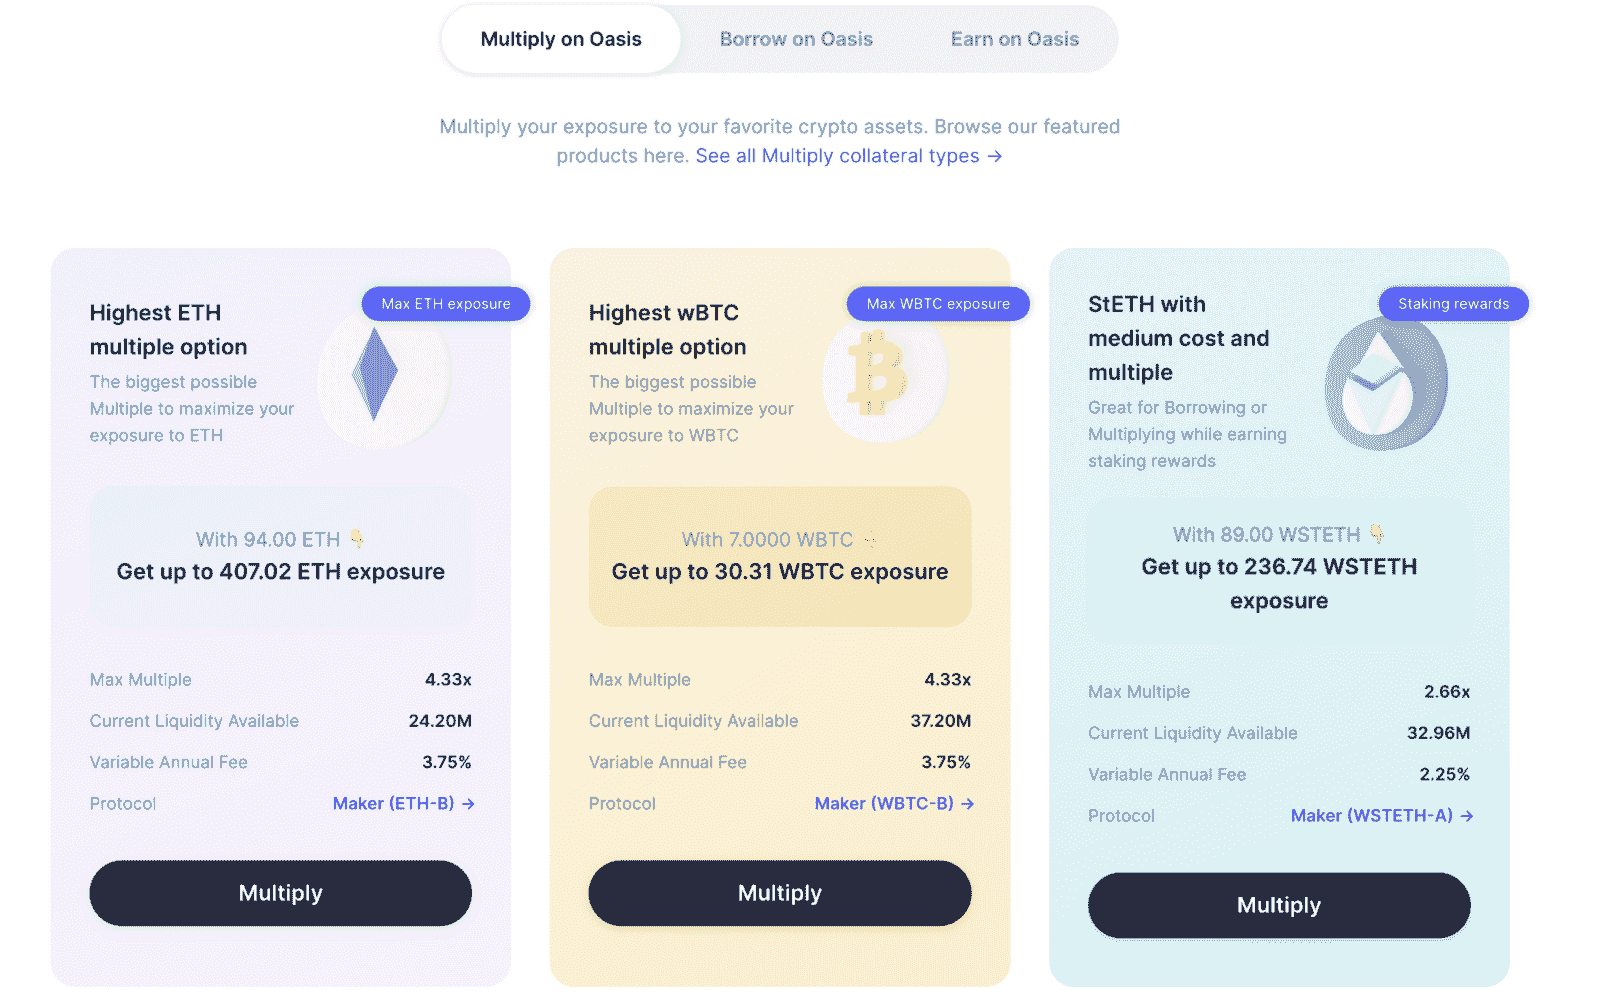 Multiply on Oasis
Borrow on Oasis
Earn on Oasis
Multiply your exposure to your favorite crypto assets. Browse our featured
products here. See all Multiply collateral types →
Max ETH exposure
Highest ETH
multiple option
The biggest possible
Multiple to maximize your
exposure to ETH
With 94.00 ETH 👇
Get up to 407.02 ETH exposure
Max Multiple 4.33x
Current Liquidity Available 24.20M
Variable Annual Fee 3.75%
Protocol Maker (ETH-B) →
Multiply
Max WBTC exposure
Highest wBTC
multiple option
The biggest possible
Multiple to maximize your
exposure to WBTC
With 7.0000 WBTC 👇
Get up to 30.31 WBTC exposure
Max Multiple 4.33x
Current Liquidity Available 37.20M
Variable Annual Fee 3.75%
Protocol Maker (WBTC-B) →
Multiply
Staking rewards
StETH with
medium cost and
multiple
Great for Borrowing or
Multiplying while earning
staking rewards
With 89.00 WSTETH 👇
Get up to 236.74 WSTETH
exposure
Max Multiple 2.66x
Current Liquidity Available 32.96M
Variable Annual Fee 2.25%
Protocol Maker (WSTETH-A) →
Multiply